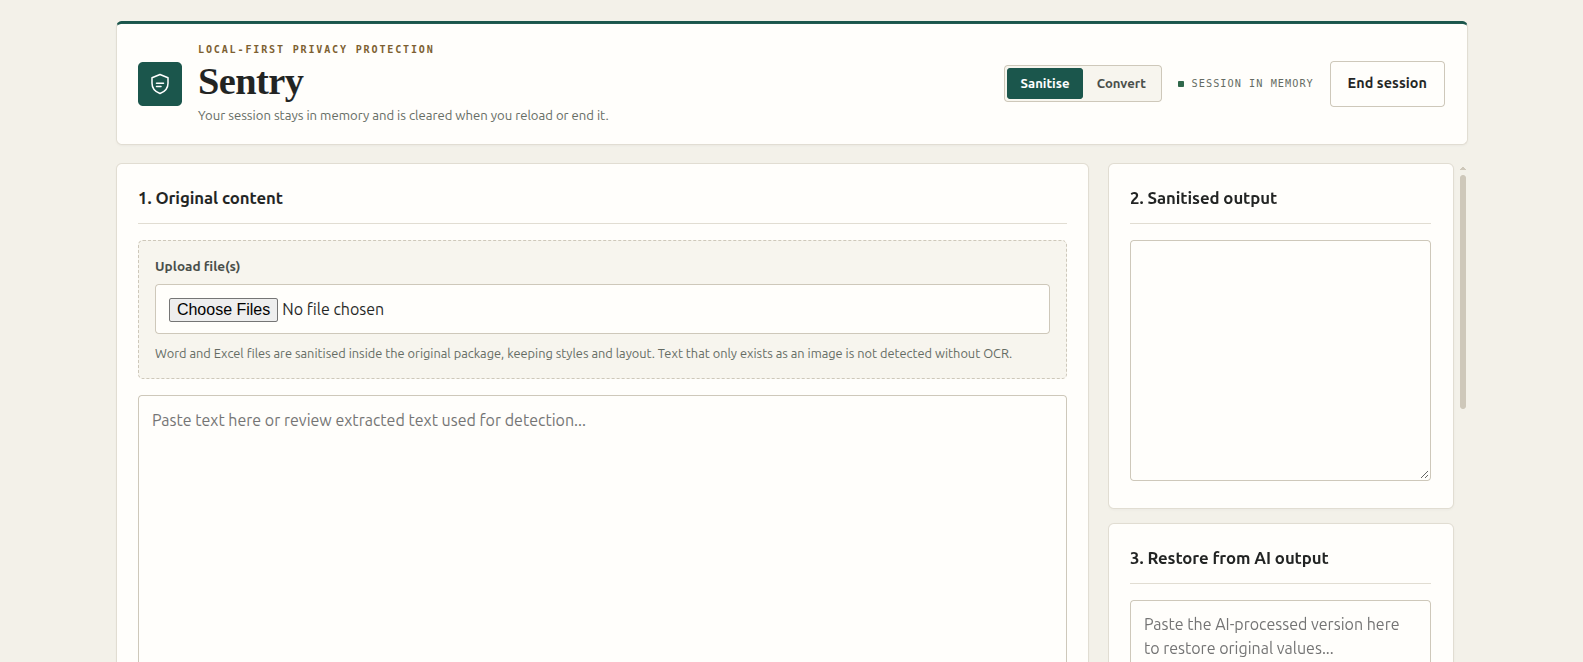 LOCAL-FIRST PRIVACY PROTECTION
Sentry
Your session stays in memory and is cleared when you reload or end it.
Sanitise
Convert
SESSION IN MEMORY
End session
1. Original content
Upload file(s)
Choose Files No file chosen
Word and Excel files are sanitised inside the original package, keeping styles and layout. Text that only exists as an image is not detected without OCR.
Paste text here or review extracted text used for detection...
2. Sanitised output
3. Restore from AI output
Paste the AI-processed version here
to restore original values...